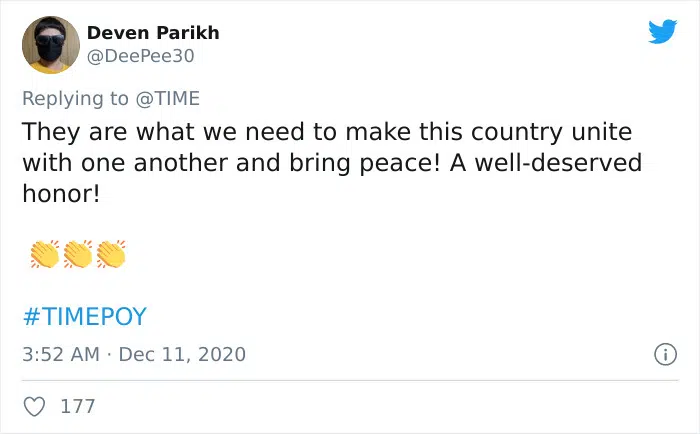 Deven Parikh
@DeePee30
Replying to @TIME
They are what we need to make this country unite
with one another and bring peace! A well-deserved
honor!
👏👏👏
#TIMEPOY
3:52 AM · Dec 11, 2020
177